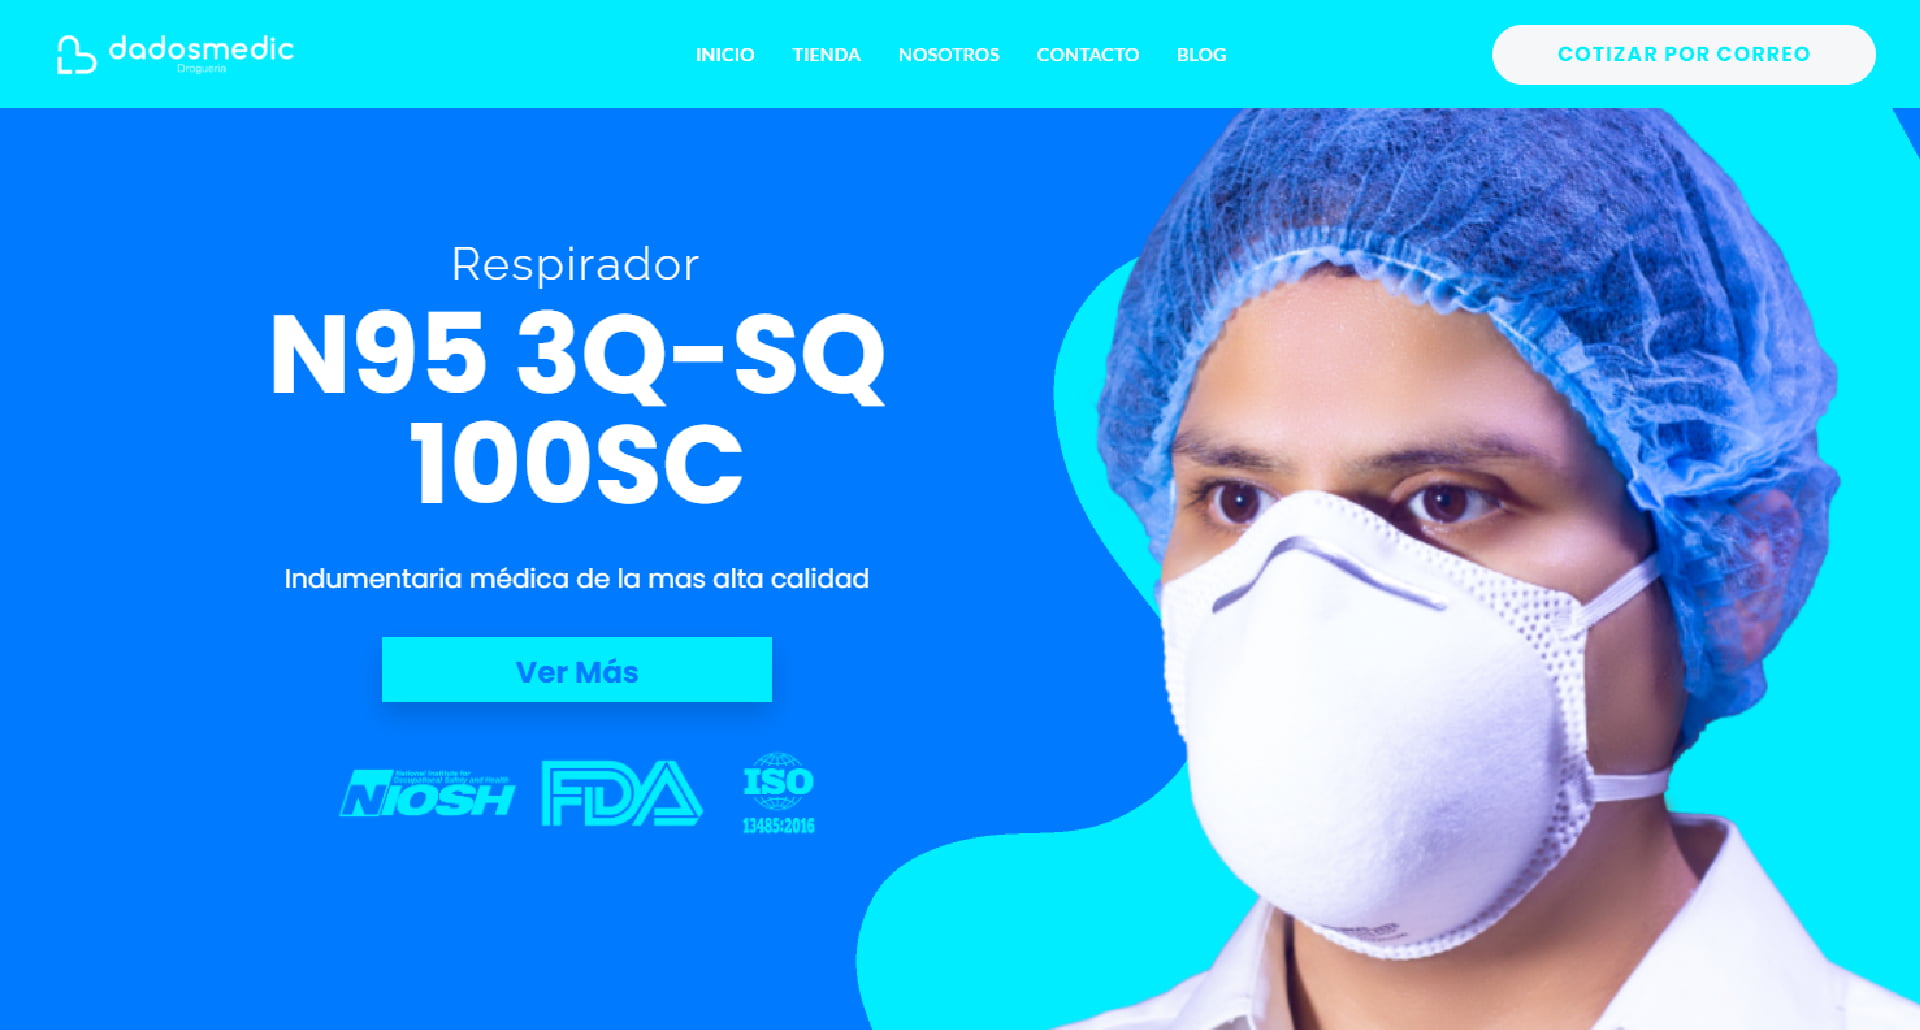 dadosmedic
Droguería
INICIO TIENDA NOSOTROS CONTACTO BLOG
COTIZAR POR CORREO
Respirador
N95 3Q-SQ
100SC
Indumentaria médica de la mas alta calidad
Ver Más
National Institute for
Occupational Safety and Health
NIOSH
FDA
ISO
13485:2016